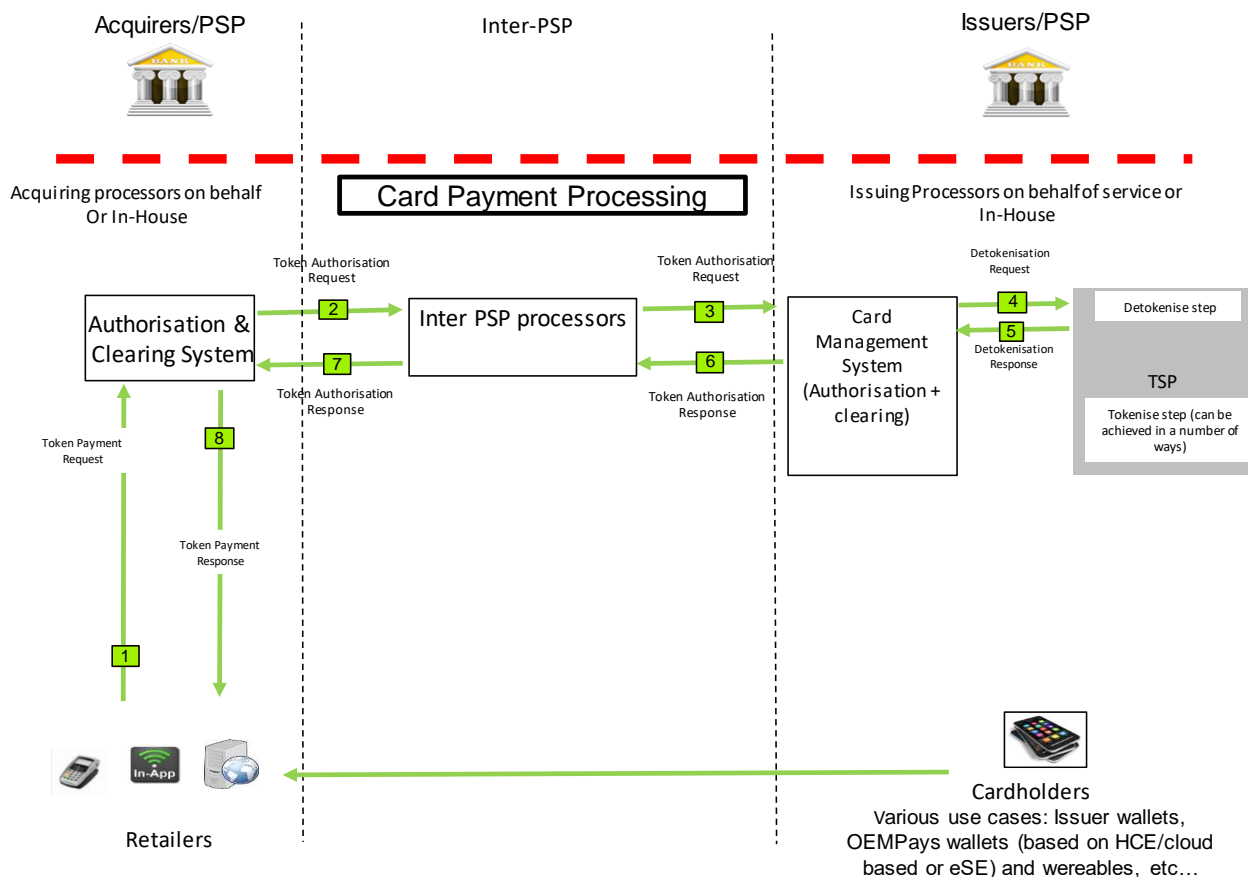 Acquirers/PSP
Inter-PSP
Issuers/PSP
BANK
BANK
Acquiring processors on behalf
Or In-House
Card Payment Processing
Issuing Processors on behalf of service or
In-House
Token Authorisation
Request
Token Authorisation
Request
Detokenisation
Request
2
3
4
Authorisation &
Clearing System
Inter PSP processors
Card
Management
System
(Authorisation +
clearing)
Detokenise step
7
6
5
Token Authorisation
Response
Token Authorisation
Response
Detokenisation
Response
TSP
Tokenise step (can be
achieved in a number of
ways)
Token Payment
Request
8
Token Payment
Response
1
In-App
Retailers
Cardholders
Various use cases: Issuer wallets,
OEMPays wallets (based on HCE/cloud
based or eSE) and wereables, etc...